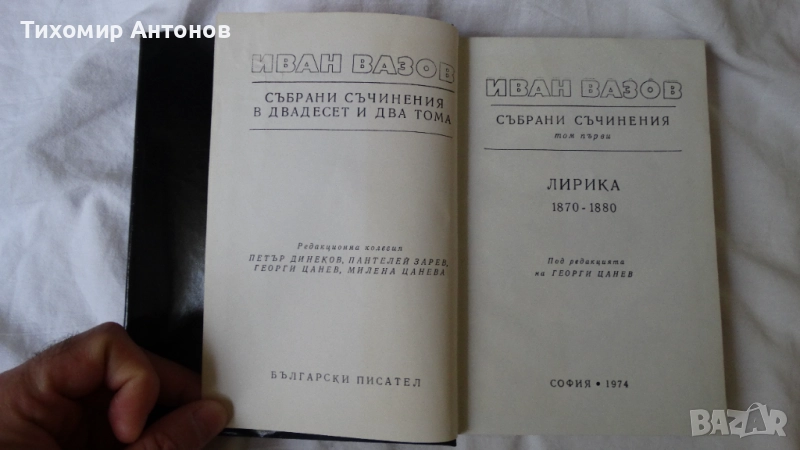 Тихомир Антонов
ИВАН ВАЗОВ
СЪБРАНИ СЪЧИНЕНИЯ
В ДВАДЕСЕТ И ДВА ТОМА
Редакционна колегия
ПЕТЪР ДИНЕКОВ, ПАНТЕЛЕЙ ЗАРЕВ,
ГЕОРГИ ЦАНЕВ, МИЛЕНА ЦАНЕВА
БЪЛГАРСКИ ПИСАТЕЛ
ИВАН ВАЗОВ
СЪБРАНИ СЪЧИНЕНИЯ
том първи
ЛИРИКА
1870 - 1880
Под редакцията
на ГЕОРГИ ЦАНЕВ
СОФИЯ • 1974
BAZAR